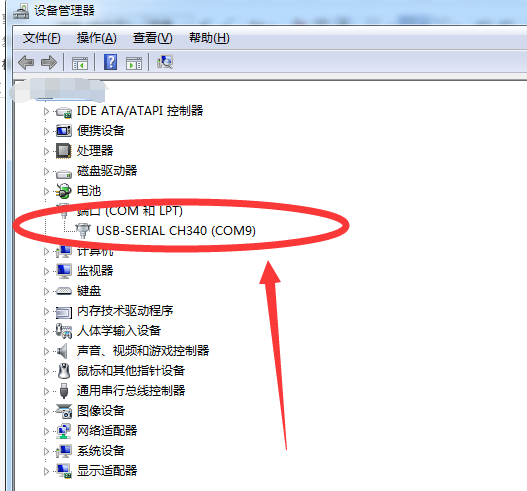 设备管理器
文件(F) 操作(A) 查看(V) 帮助(H)
IDE ATA/ATAPI 控制器
便携设备
处理器
磁盘驱动器
电池
端口 (COM 和 LPT)
USB-SERIAL CH340 (COM9)
计算机
监视器
键盘
内存技术驱动程序
人体学输入设备
声音、视频和游戏控制器
鼠标和其他指针设备
通用串行总线控制器
图像设备
网络适配器
系统设备
显示适配器